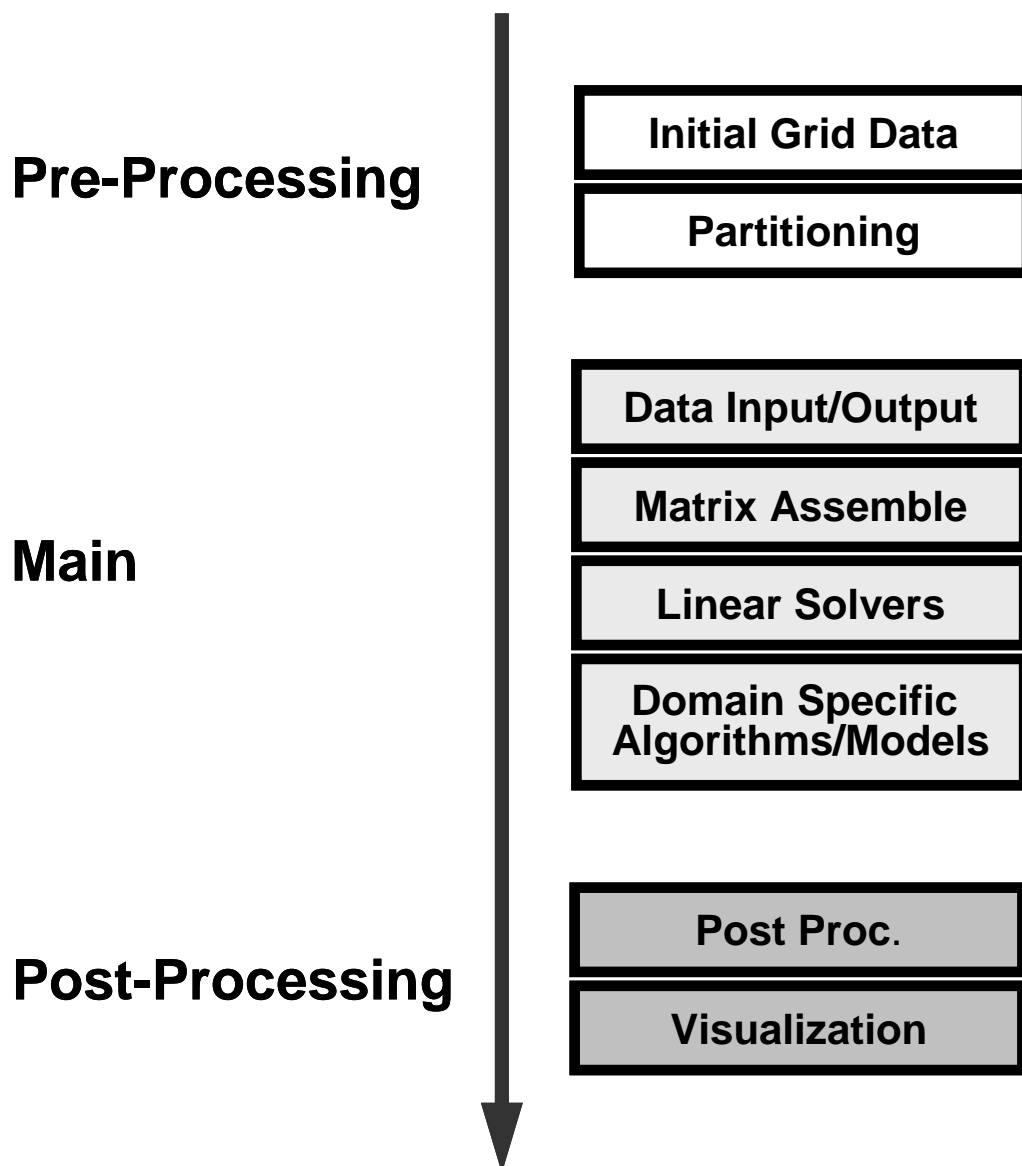 Pre-Processing
Initial Grid Data
Partitioning
Main
Data Input/Output
Matrix Assemble
Linear Solvers
Domain Specific
Algorithms/Models
Post-Processing
Post Proc.
Visualization